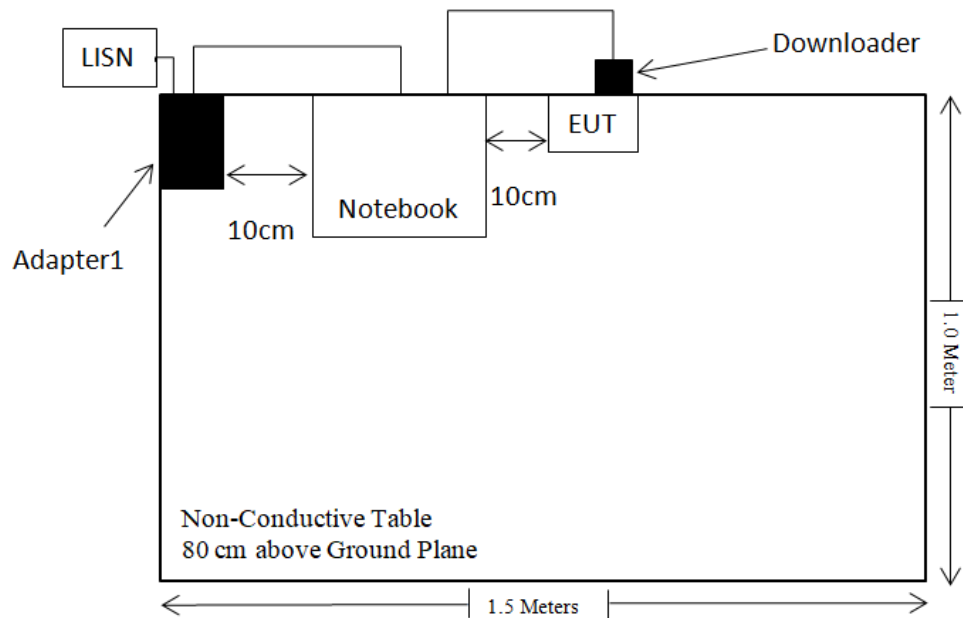 LISN
Downloader
EUT
10cm
Notebook
10cm
Adapter1
1.0 Meter
Non-Conductive Table
80 cm above Ground Plane
1.5 Meters